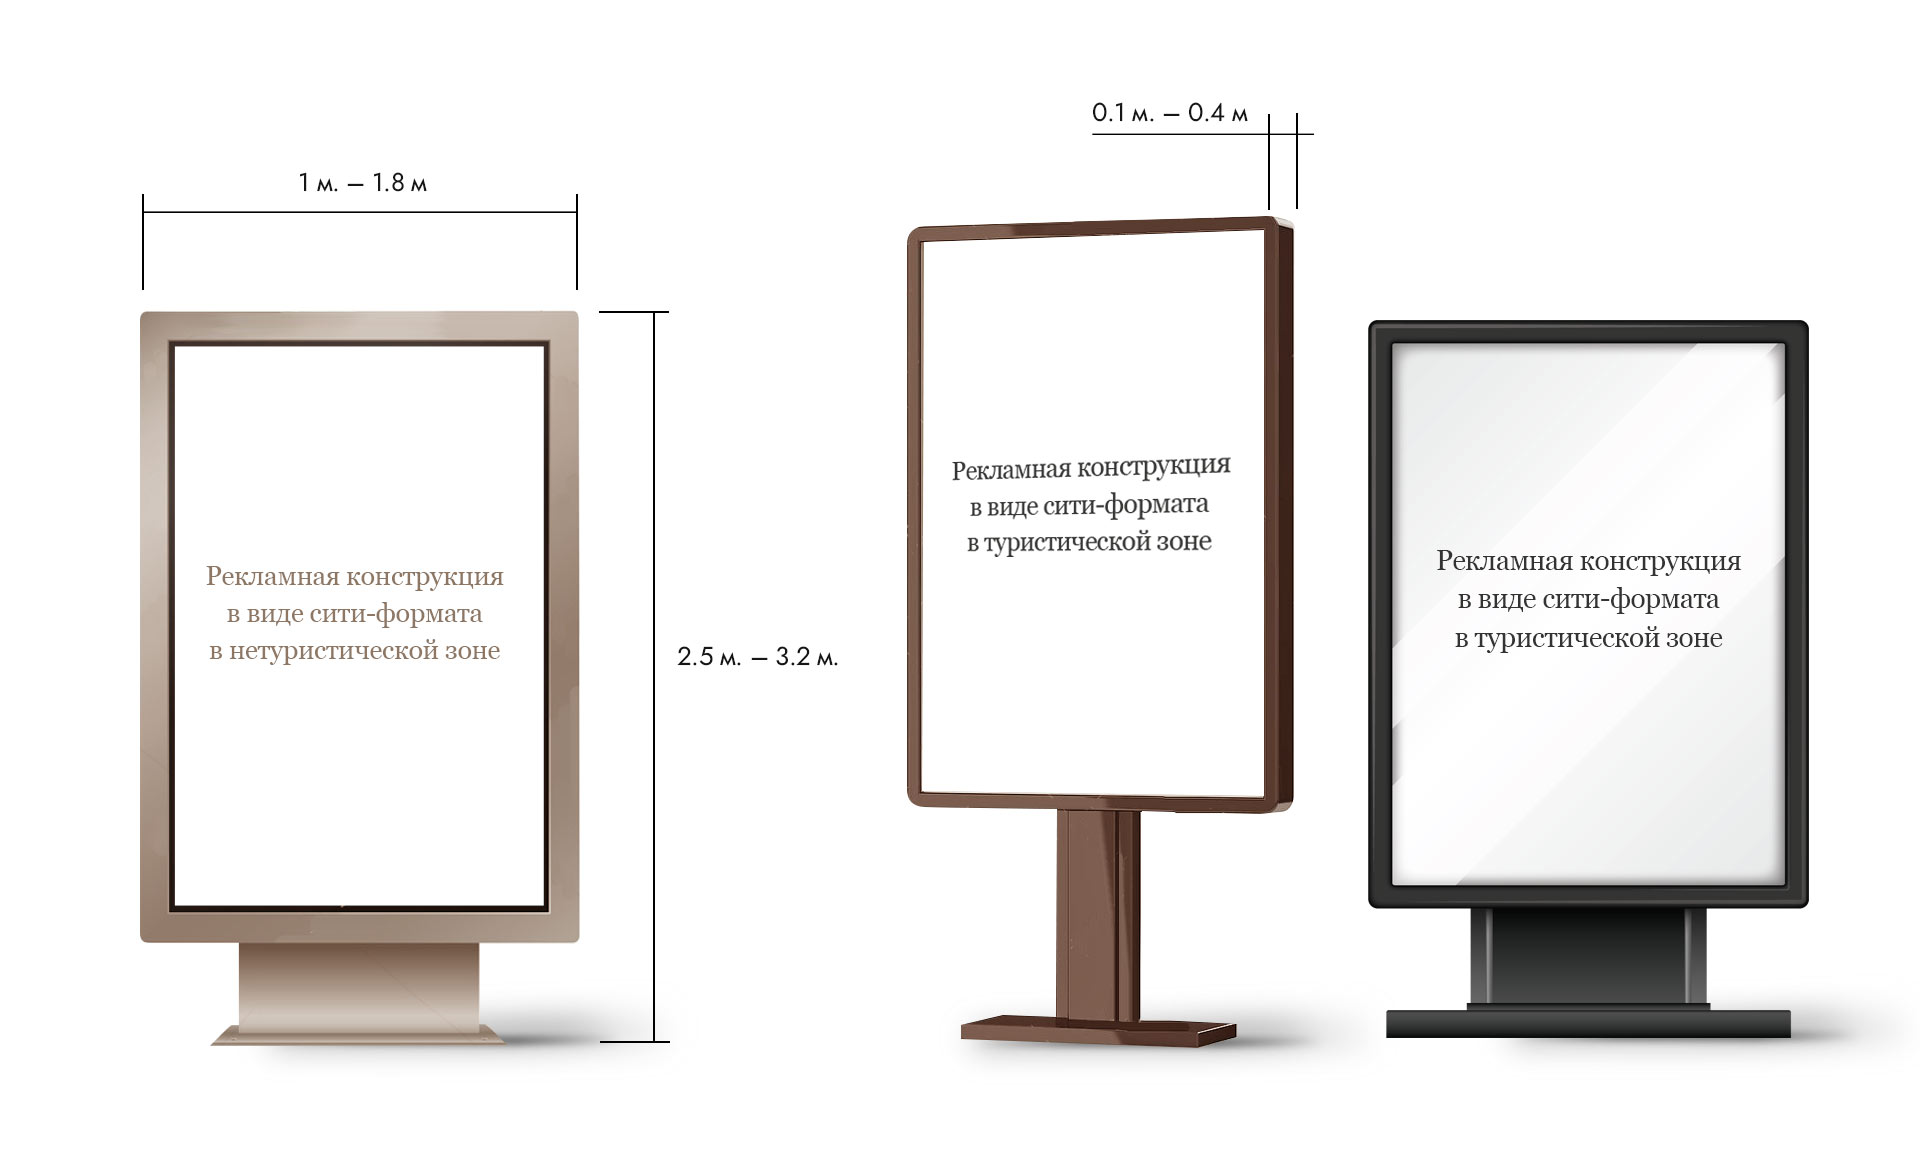 0.1 м. – 0.4 м
1 м. – 1.8 м
Рекламная конструкция
в виде сити-формата
в нетуристической зоне
2.5 м. – 3.2 м.
Рекламная конструкция
в виде сити-формата
в туристической зоне
Рекламная конструкция
в виде сити-формата
в туристической зоне